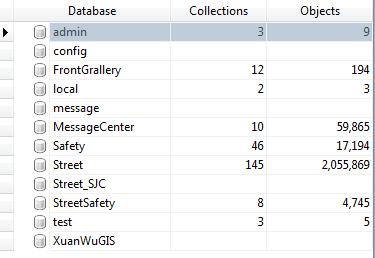 Database Collections Objects
admin 3 9
config
FrontGrallery 12 194
local 2 3
message
MessageCenter 10 59,865
Safety 46 17,194
Street 145 2,055,869
Street_SJC
StreetSafety 8 4,745
test 3 5
XuanWuGIS